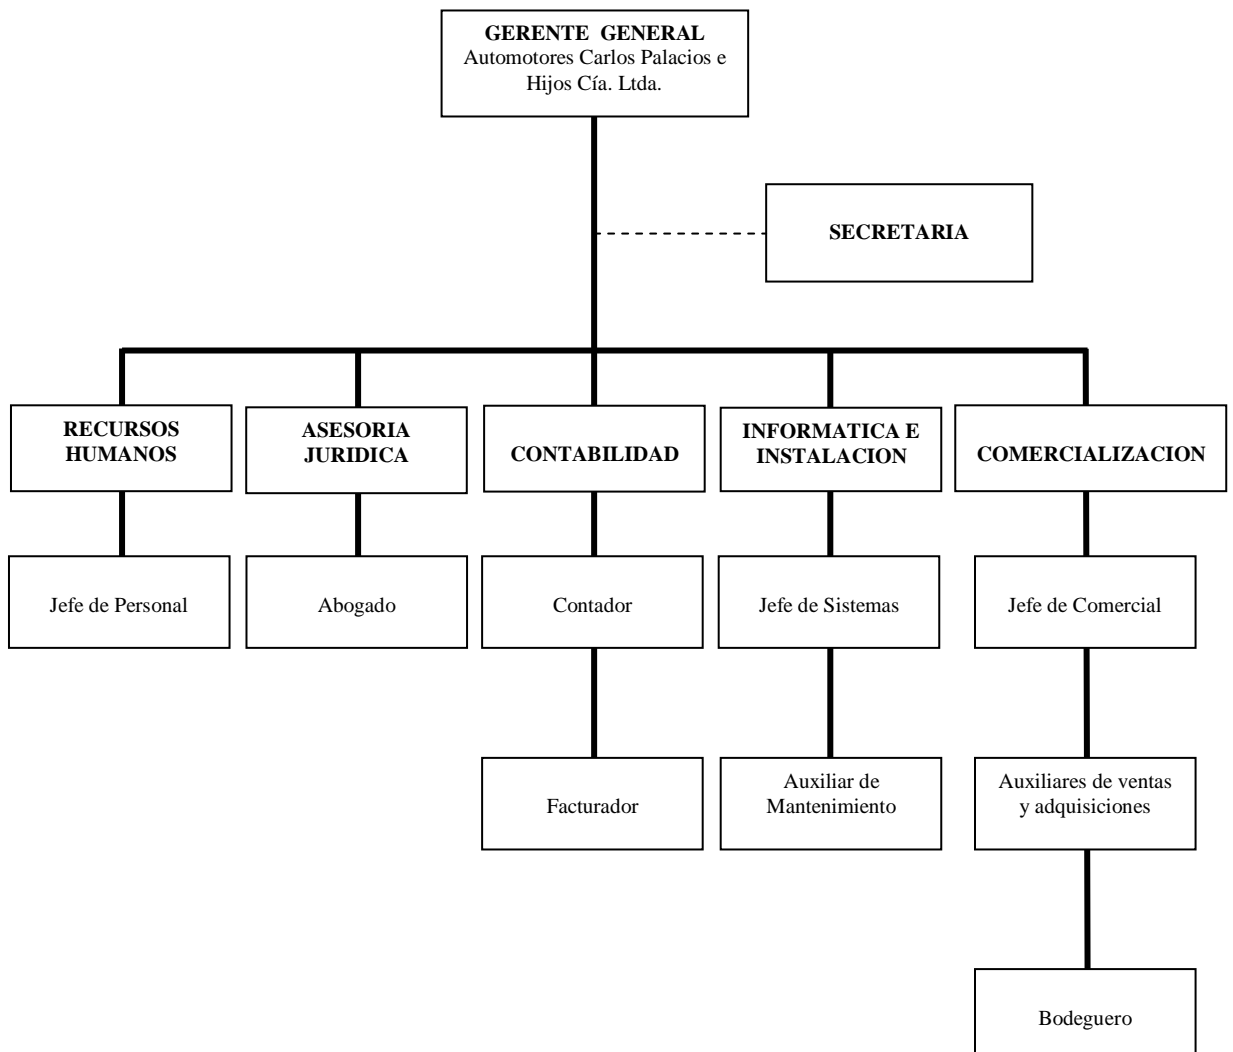 GERENTE GENERAL
Automotores Carlos Palacios e
Hijos Cía. Ltda.
SECRETARIA
RECURSOS
HUMANOS
ASESORIA
JURIDICA
CONTABILIDAD
INFORMATICA E
INSTALACION
COMERCIALIZACION
Jefe de Personal
Abogado
Contador
Jefe de Sistemas
Jefe de Comercial
Facturador
Auxiliar de
Mantenimiento
Auxiliares de ventas
y adquisiciones
Bodeguero